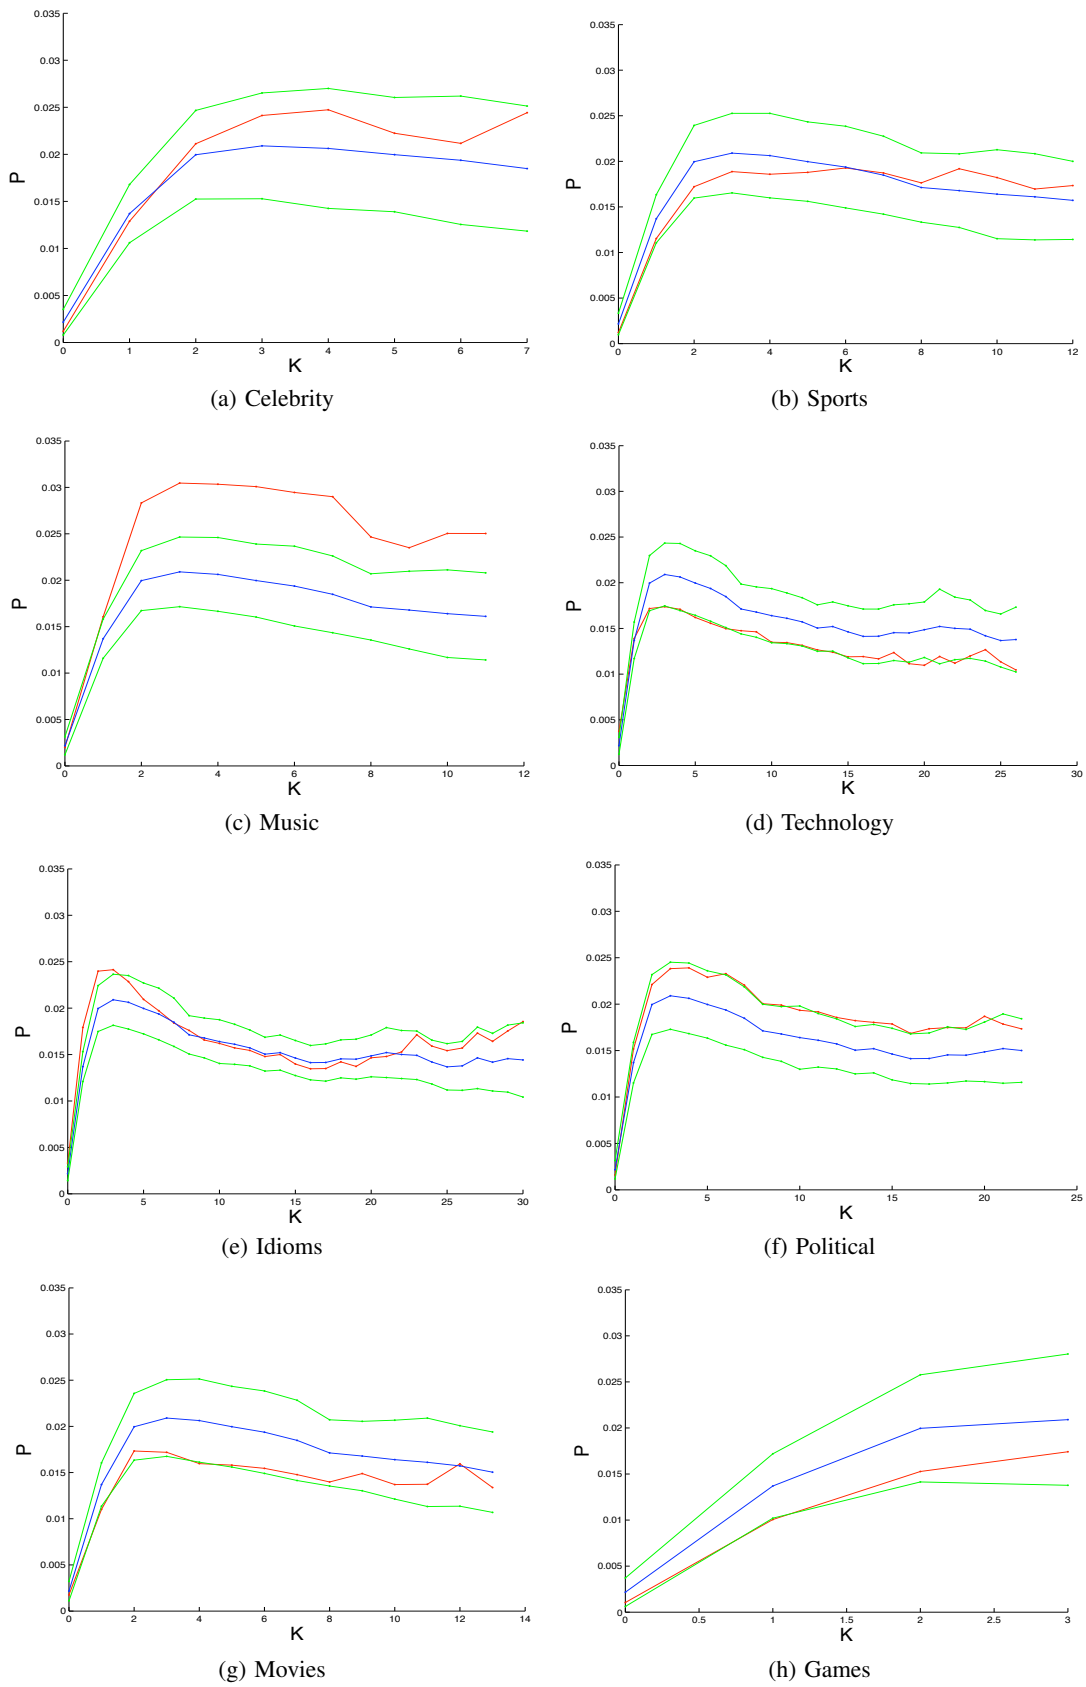 0.035
0.03
0.025
0.02
0.015
0.01
0.005
0
P
0 1 2 3 4 5 6 7
K
(a) Celebrity
0.035
0.03
0.025
0.02
0.015
0.01
0.005
0
P
0 2 4 6 8 10 12
K
(b) Sports
0.035
0.03
0.025
0.02
0.015
0.01
0.005
0
P
0 2 4 6 8 10 12
K
(c) Music
0.035
0.03
0.025
0.02
0.015
0.01
0.005
0
P
0 5 10 15 20 25 30
K
(d) Technology
0.035
0.03
0.025
0.02
0.015
0.01
0.005
0
P
0 5 10 15 20 25 30
K
(e) Idioms
0.035
0.03
0.025
0.02
0.015
0.01
0.005
0
P
0 5 10 15 20 25
K
(f) Political
0.035
0.03
0.025
0.02
0.015
0.01
0.005
0
P
0 2 4 6 8 10 12 14
K
(g) Movies
0.035
0.03
0.025
0.02
0.015
0.01
0.005
0
P
0 0.5 1 1.5 2 2.5 3
K
(h) Games